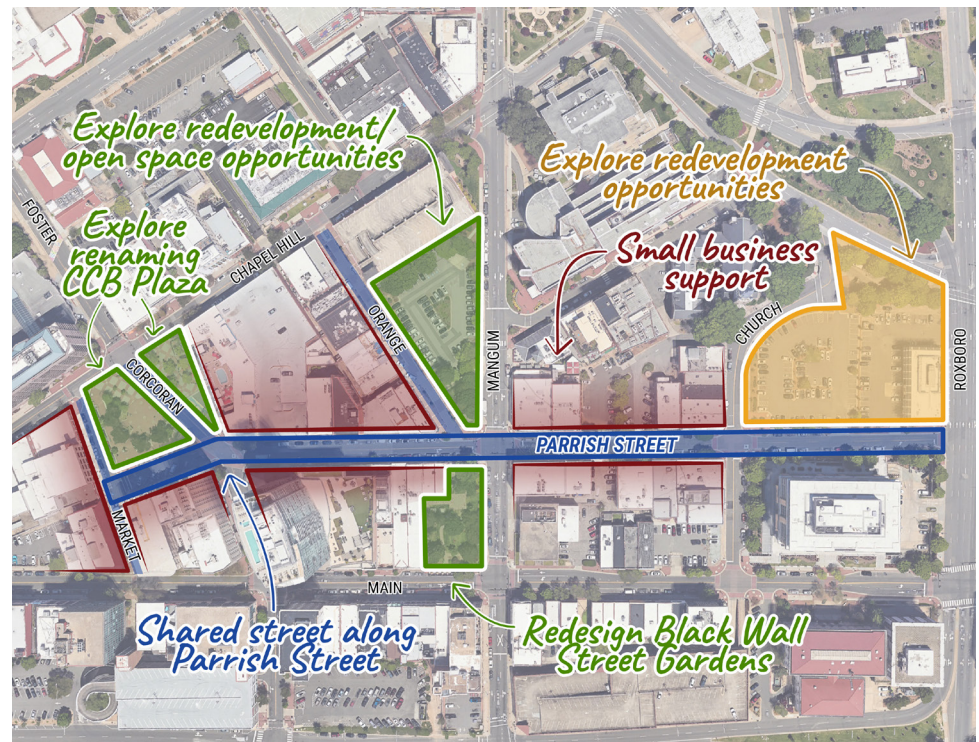 Explore redevelopment/
open space opportunities
Explore redevelopment
opportunities
FOSTER
Explore
renaming
CCB Plaza
CHAPEL HILL
Small business
support
ORANGE
MANGUM
CHURCH
ROXBORO
CORCORAN
PARRISH STREET
MARKET
MAIN
Shared street along
Parrish Street
Redesign Black Wall
Street Gardens